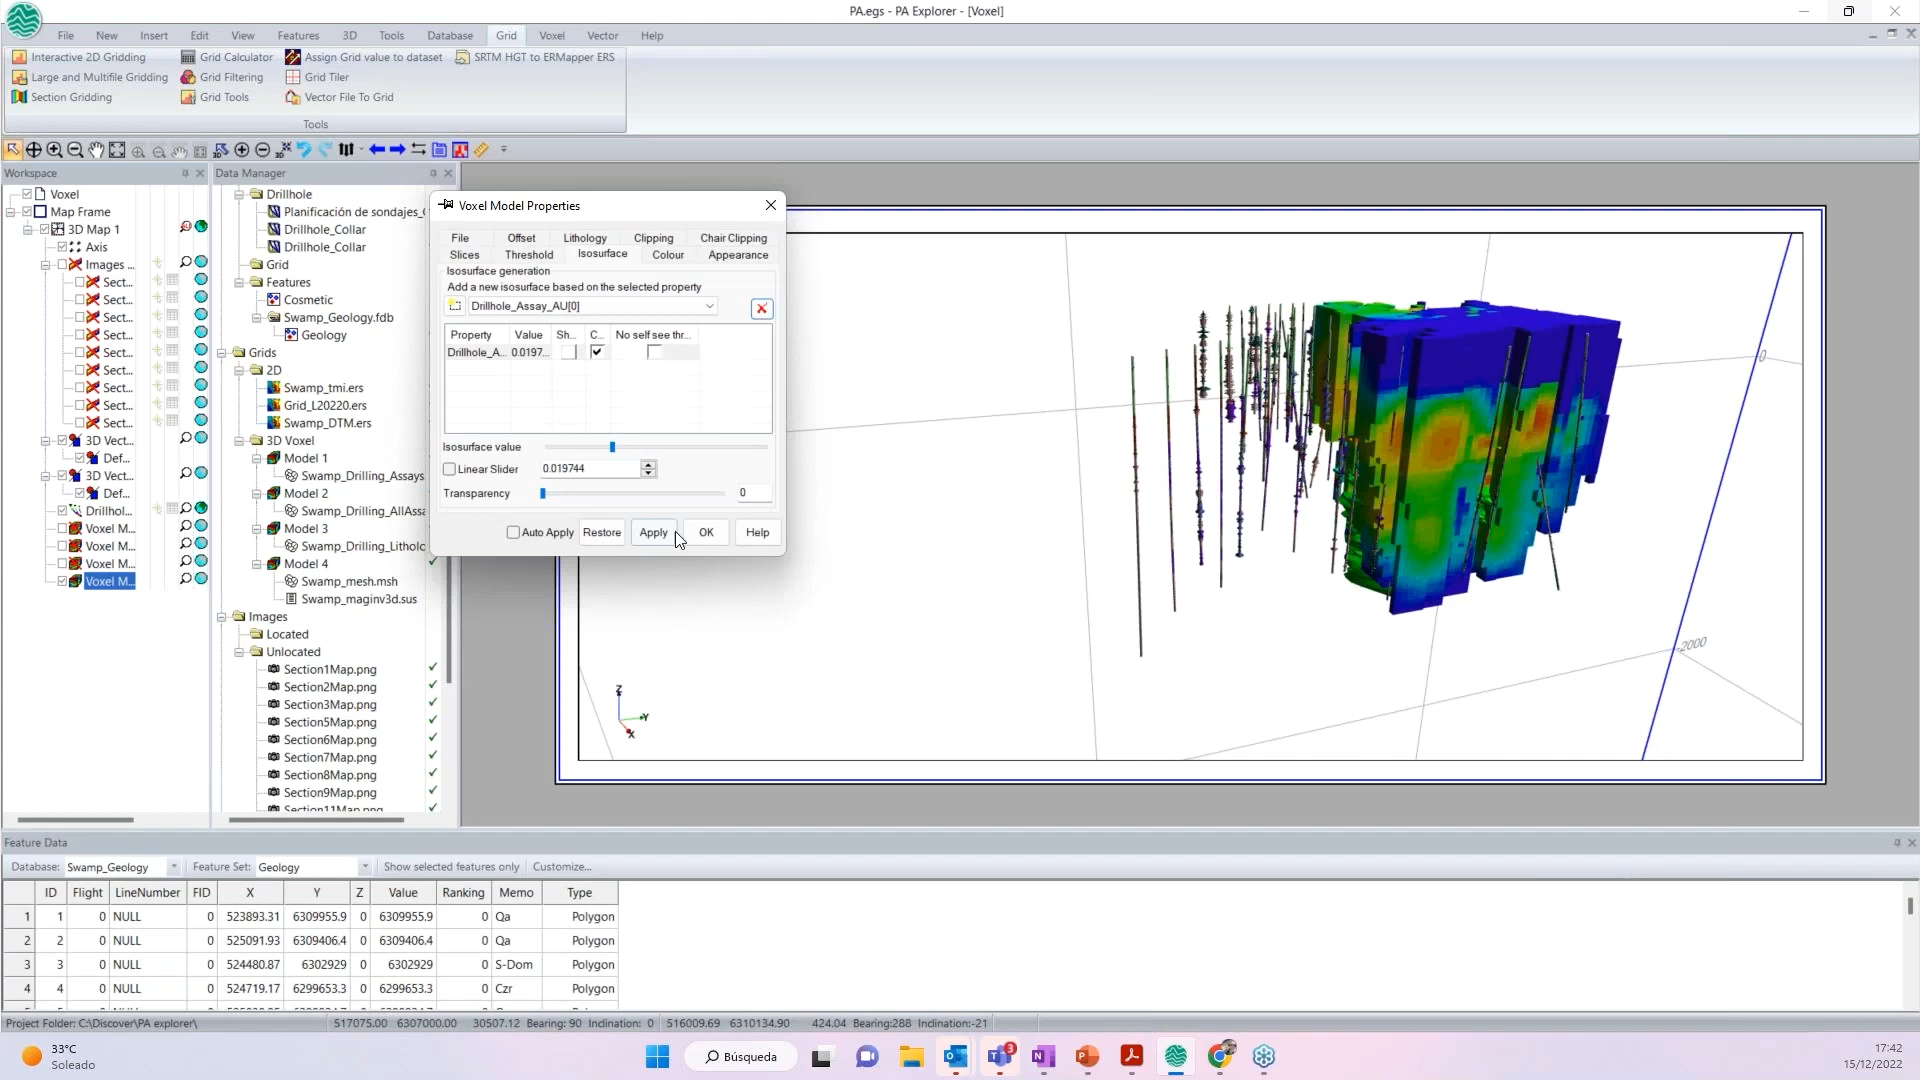 PA.egs - PA Explorer - [Voxel]
File New Insert Edit View Features 3D Tools Database Grid Voxel Vector Help
Interactive 2D Gridding Grid Calculator Assign Grid value to dataset SRTM HGT to ERMapper ERS
Large and Multifile Gridding Grid Filtering Grid Tiler
Section Gridding Grid Tools Vector File To Grid
Tools
Workspace
Voxel
Map Frame
3D Map 1
Axis
Images ...
Sect...
Sect...
Sect...
Sect...
Sect...
Sect...
Sect...
Sect...
Sect...
3D Vect...
Def...
3D Vect...
Def...
Drillhol...
Voxel M...
Voxel M...
Voxel M...
Voxel M...
Data Manager
Drillhole
Planificación de sondajes_
Drillhole_Collar
Drillhole_Collar
Grid
Features
Cosmetic
Swamp_Geology.fdb
Geology
Grids
2D
Swamp_tmi.ers
Grid_L20220.ers
Swamp_DTM.ers
3D Voxel
Model 1
Swamp_Drilling_Assays
Model 2
Swamp_Drilling_AllAssa
Model 3
Swamp_Drilling_Litholo
Model 4
Swamp_mesh.msh
Swamp_maginv3d.sus
Images
Located
Unlocated
Section1Map.png
Section2Map.png
Section3Map.png
Section5Map.png
Section6Map.png
Section7Map.png
Section8Map.png
Section9Map.png
Section11Map.png
Voxel Model Properties
File Offset Lithology Clipping Chair Clipping
Slices Threshold Isosurface Colour Appearance
Isosurface generation
Add a new isosurface based on the selected property
Drillhole_Assay_AU[0]
Property Value Sh... C... No self see thr...
Drillhole_A... 0.0197...
Isosurface value
Linear Slider 0.019744
Transparency 0
Auto Apply Restore Apply OK Help
0
-2000
Z
Y
X
Feature Data
Database: Swamp_Geology Feature Set: Geology Show selected features only Customize...
ID Flight LineNumber FID X Y Z Value Ranking Memo Type
1 1 0 NULL 0 523893.31 6309955.9 0 6309955.9 0 Qa Polygon
2 2 0 NULL 0 525091.93 6309406.4 0 6309406.4 0 Qa Polygon
3 3 0 NULL 0 524480.87 6302929 0 6302929 0 S-Dom Polygon
4 4 0 NULL 0 524719.17 6299653.3 0 6299653.3 0 Czr Polygon
Project Folder: C:\Discover\PA explorer\ 517075.00 6307000.00 30507.12 Bearing: 90 Inclination: 0 516009.69 6310134.90 424.04 Bearing:288 Inclination:-21
33°C
Soleado
Búsqueda
3
17:42
15/12/2022